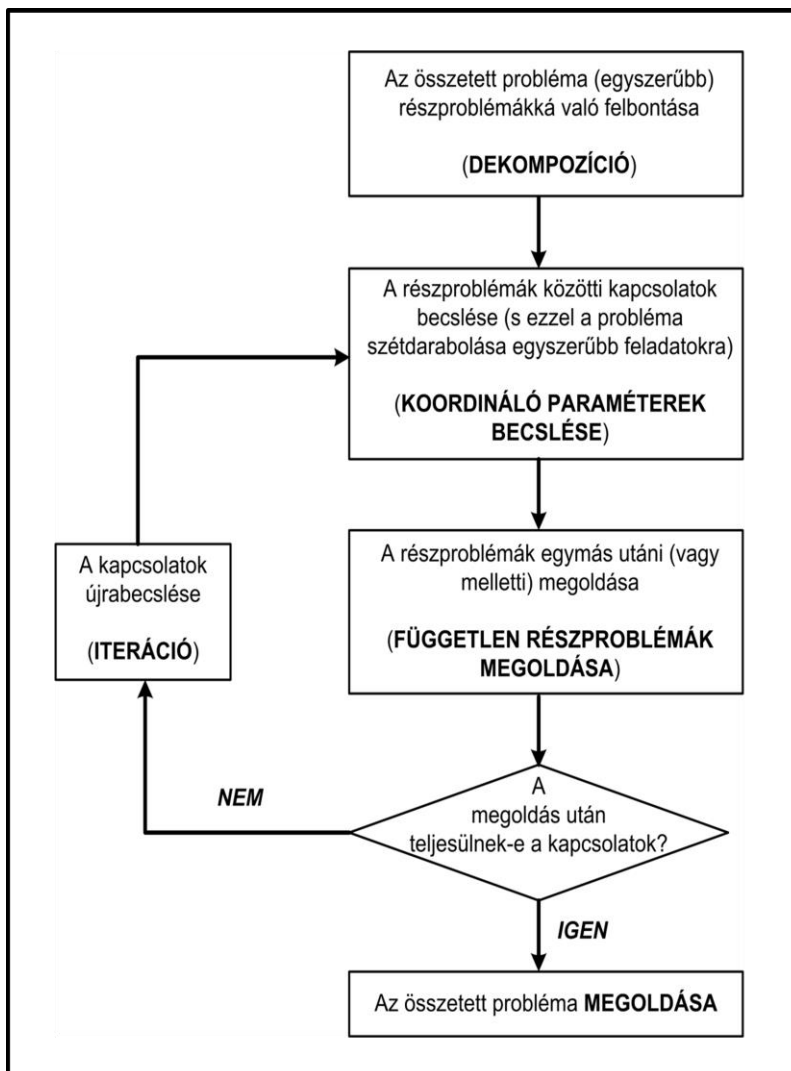 Az összetett probléma (egyszerűbb)
részproblémákká való felbontása
(DEKOMPOZÍCIÓ)
A részproblémák közötti kapcsolatok
becslése (s ezzel a probléma
szétdarabolása egyszerűbb feladatokra)
(KOORDINÁLÓ PARAMÉTEREK
BECSLÉSE)
A részproblémák egymás utáni (vagy
melletti) megoldása
(FÜGGETLEN RÉSZPROBLÉMÁK
MEGOLDÁSA)
A kapcsolatok
újrabecslése
(ITERÁCIÓ)
A
megoldás után
teljesülnek-e a kapcsolatok?
NEM
IGEN
Az összetett probléma MEGOLDÁSA